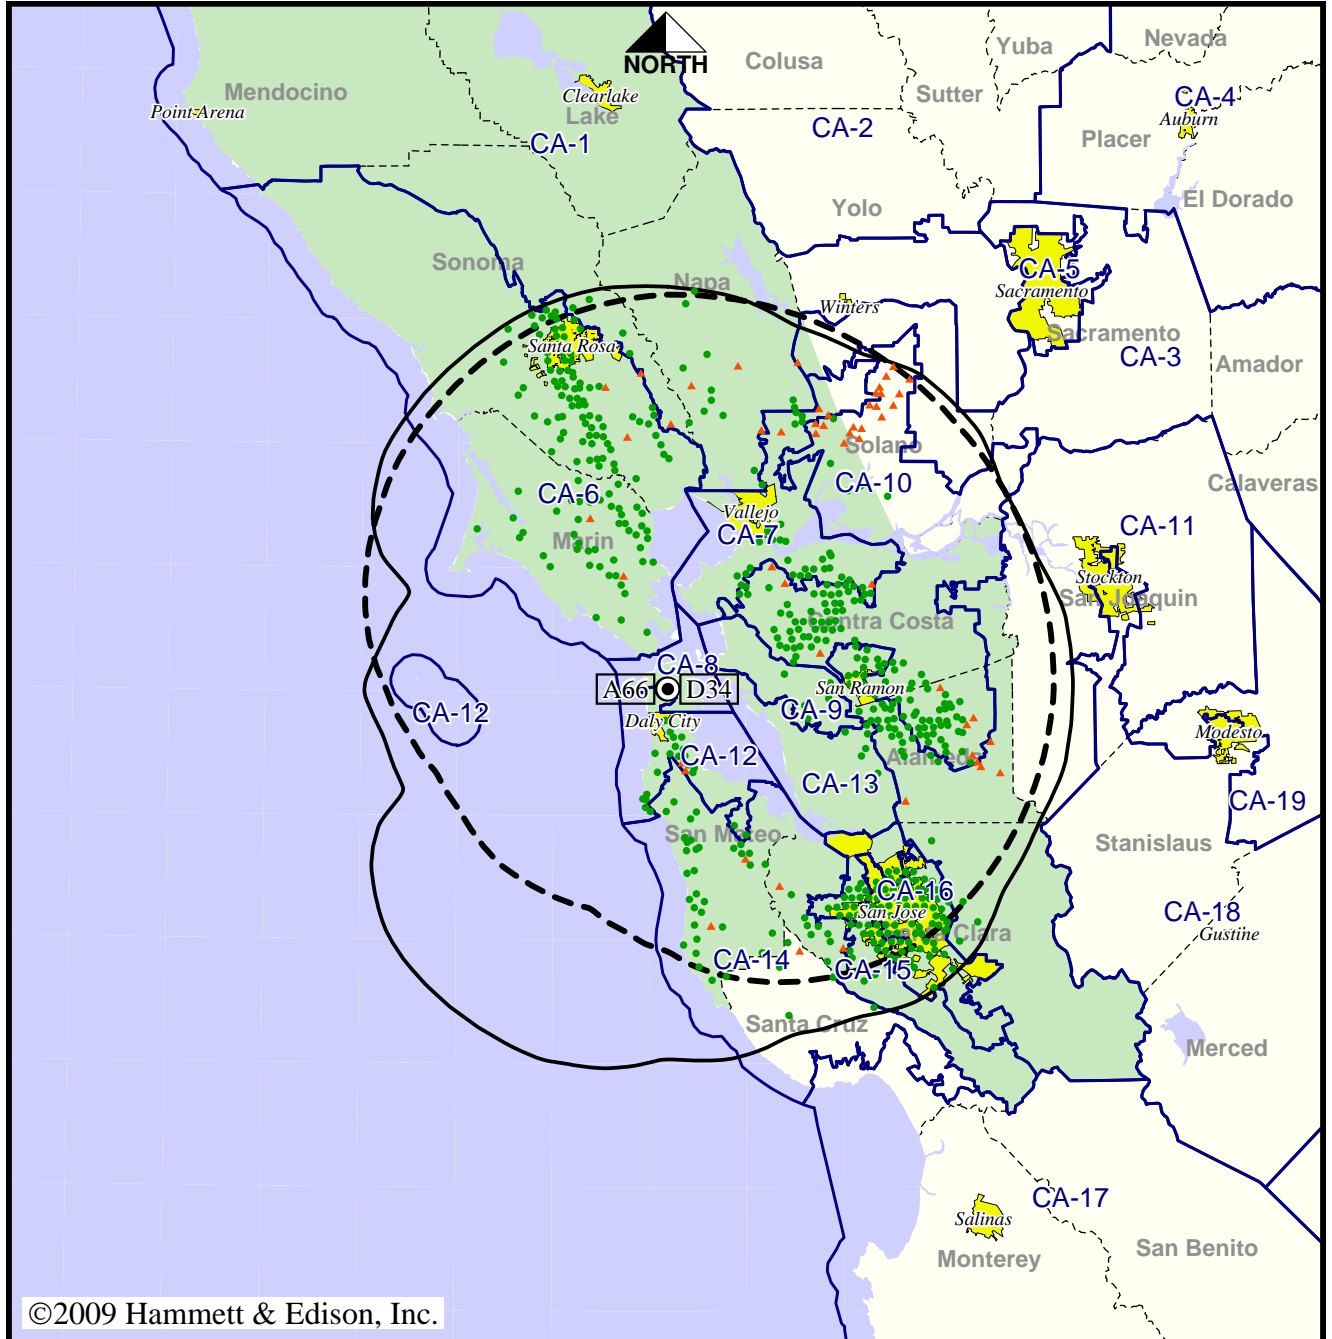 NORTH
Colusa
Yuba
Nevada
Sutter
Mendocino
Point Arena
Clearlake
Lake
CA-1
CA-2
CA-4
Auburn
Placer
El Dorado
Yolo
Sonoma
Napa
CA-5
Sacramento
Winters
Sacramento
CA-3
Amador
Santa Rosa
Solano
CA-10
Calaveras
CA-6
Vallejo
CA-7
CA-11
Marin
Stockton
San Joaquin
Contra Costa
CA-8
A66
D34
San Ramon
CA-12
CA-9
Daly City
Modesto
CA-12
Alameda
CA-13
CA-19
San Mateo
Stanislaus
CA-16
San Jose
CA-18
Gustine
Santa Clara
CA-14
CA-15
Santa Cruz
Merced
CA-17
Salinas
Monterey
San Benito
©2009 Hammett & Edison, Inc.